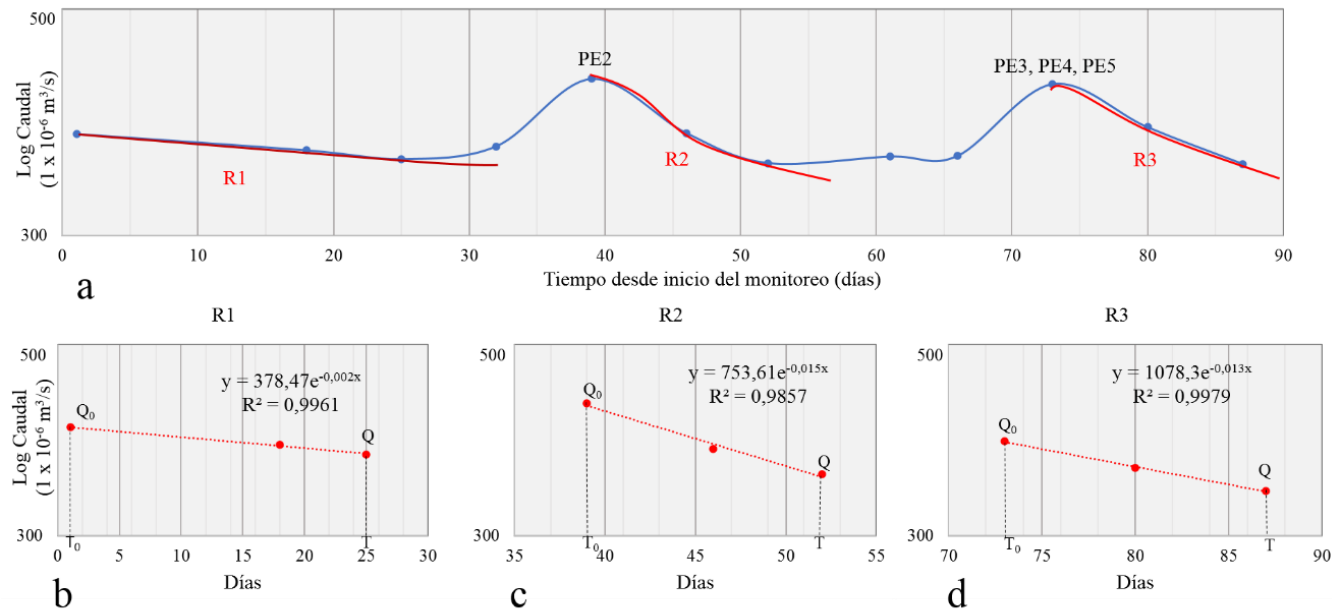 500
PE2
PE3, PE4, PE5
Log Caudal
(1 x 10⁻⁶ m³/s)
R1
R2
R3
300
0 10 20 30 40 50 60 70 80 90
Tiempo desde inicio del monitoreo (días)
a
R1
R2
R3
500
y = 378,47e⁻⁰,⁰⁰²ˣ
R² = 0,9961
Q₀
Q
Log Caudal
(1 x 10⁻⁶ m³/s)
300
T₀
T
0 5 10 15 20 25 30
Días
b
500
y = 753,61e⁻⁰,⁰¹⁵ˣ
R² = 0,9857
Q₀
Q
300
T₀
T
35 40 45 50 55
Días
c
500
y = 1078,3e⁻⁰,⁰¹³ˣ
R² = 0,9979
Q₀
Q
300
T₀
T
70 75 80 85 90
Días
d